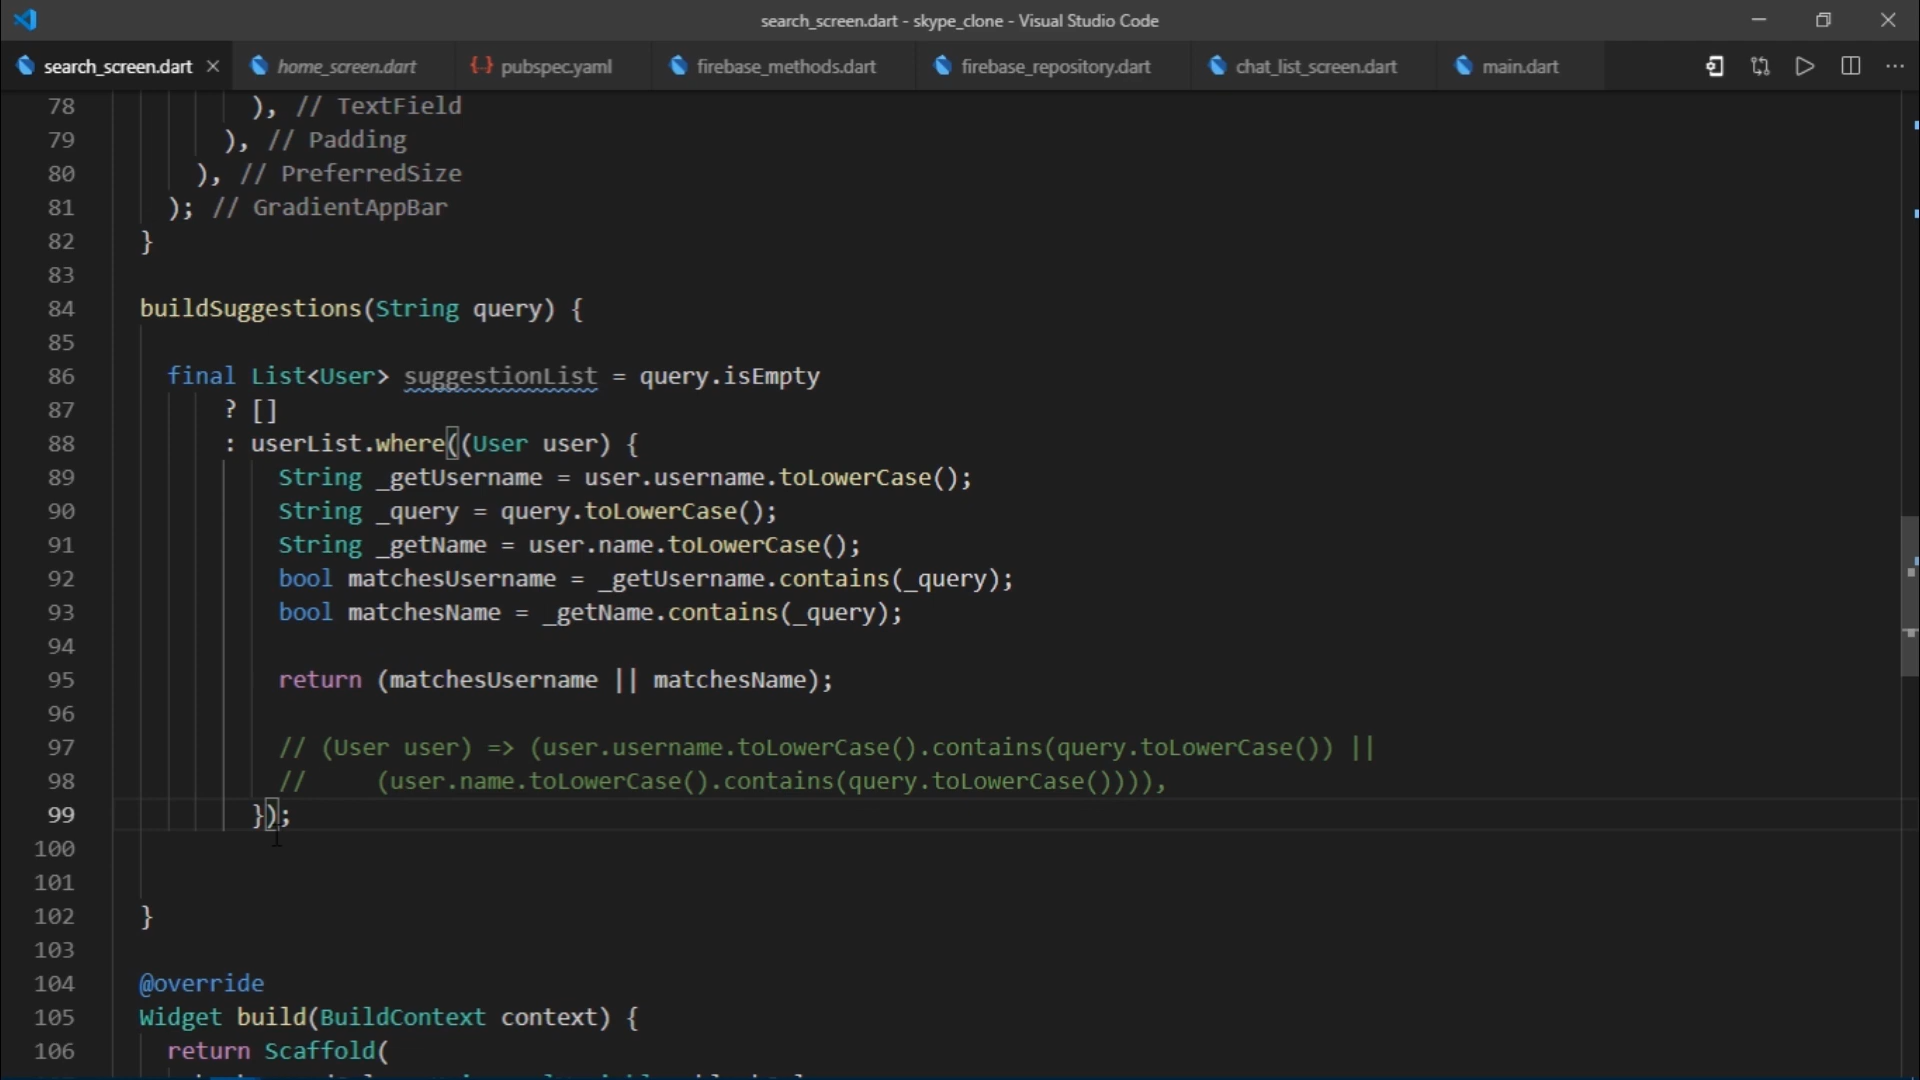 search_screen.dart - skype_clone - Visual Studio Code
search_screen.dart home_screen.dart pubspec.yaml firebase_methods.dart firebase_repository.dart chat_list_screen.dart main.dart
78 ), // TextField
79 ), // Padding
80 ), // PreferredSize
81 ); // GradientAppBar
82 }
83
84 buildSuggestions(String query) {
85
86 final List<User> suggestionList = query.isEmpty
87 ? []
88 : userList.where((User user) {
89 String _getUsername = user.username.toLowerCase();
90 String _query = query.toLowerCase();
91 String _getName = user.name.toLowerCase();
92 bool matchesUsername = _getUsername.contains(_query);
93 bool matchesName = _getName.contains(_query);
94
95 return (matchesUsername || matchesName);
96
97 // (User user) => (user.username.toLowerCase().contains(query.toLowerCase()) ||
98 //     (user.name.toLowerCase().contains(query.toLowerCase()))),
99 });
100
101
102 }
103
104 @override
105 Widget build(BuildContext context) {
106 return Scaffold(